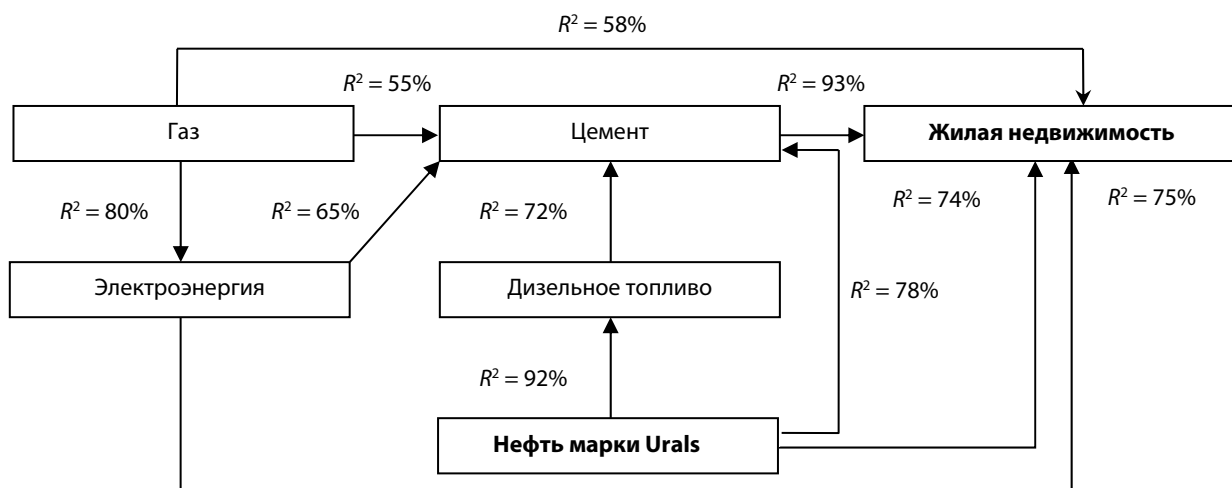 R² = 58%
R² = 55%
R² = 93%
Газ
Цемент
Жилая недвижимость
R² = 80%
R² = 65%
R² = 72%
R² = 74%
R² = 75%
Электроэнергия
Дизельное топливо
R² = 78%
R² = 92%
Нефть марки Urals